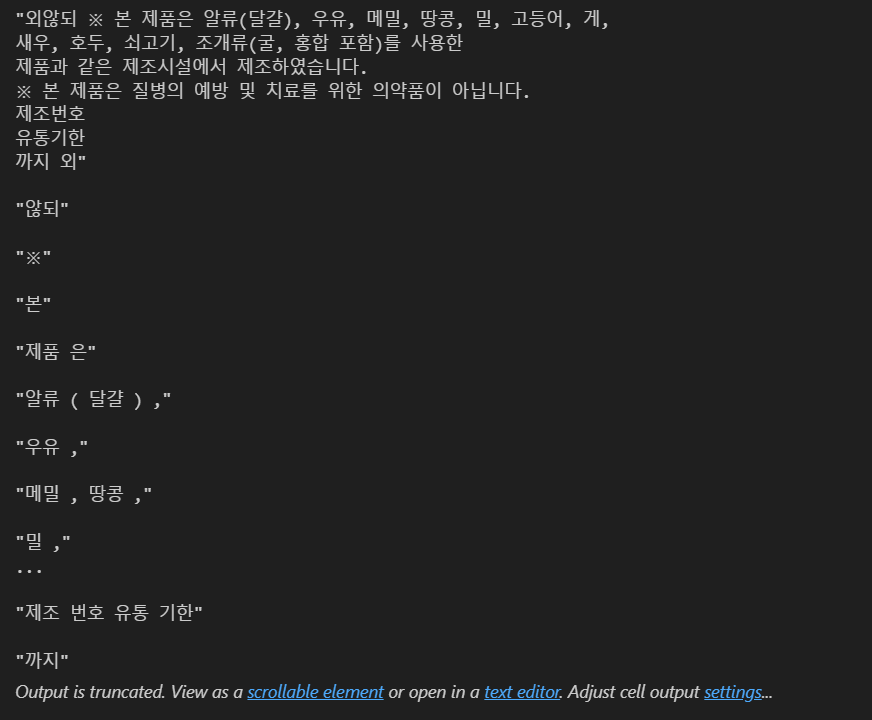 "외않되 ※ 본 제품은 알류(달걀), 우유, 메밀, 땅콩, 밀, 고등어, 게,
새우, 호두, 쇠고기, 조개류(굴, 홍합 포함)를 사용한
제품과 같은 제조시설에서 제조하였습니다.
※ 본 제품은 질병의 예방 및 치료를 위한 의약품이 아닙니다.
제조번호
유통기한
까지 외"
"않되"
"※"
"본"
"제품 은"
"알류 ( 달걀 ) ,"
"우유 ,"
"메밀 , 땅콩 ,"
"밀 ,"
...
"제조 번호 유통 기한"
"까지"
Output is truncated. View as a scrollable element or open in a text editor. Adjust cell output settings...